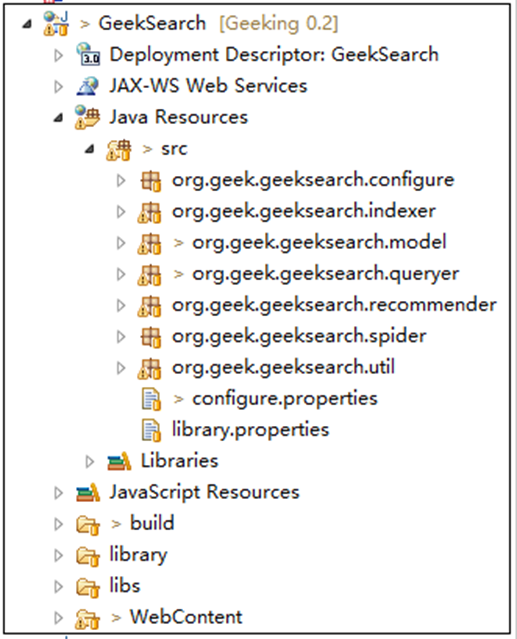 > GeekSearch [Geeking 0.2]
Deployment Descriptor: GeekSearch
JAX-WS Web Services
Java Resources
> src
org.geek.geeksearch.configure
org.geek.geeksearch.indexer
> org.geek.geeksearch.model
> org.geek.geeksearch.queryer
org.geek.geeksearch.recommender
org.geek.geeksearch.spider
org.geek.geeksearch.util
> configure.properties
library.properties
Libraries
JavaScript Resources
> build
library
libs
> WebContent